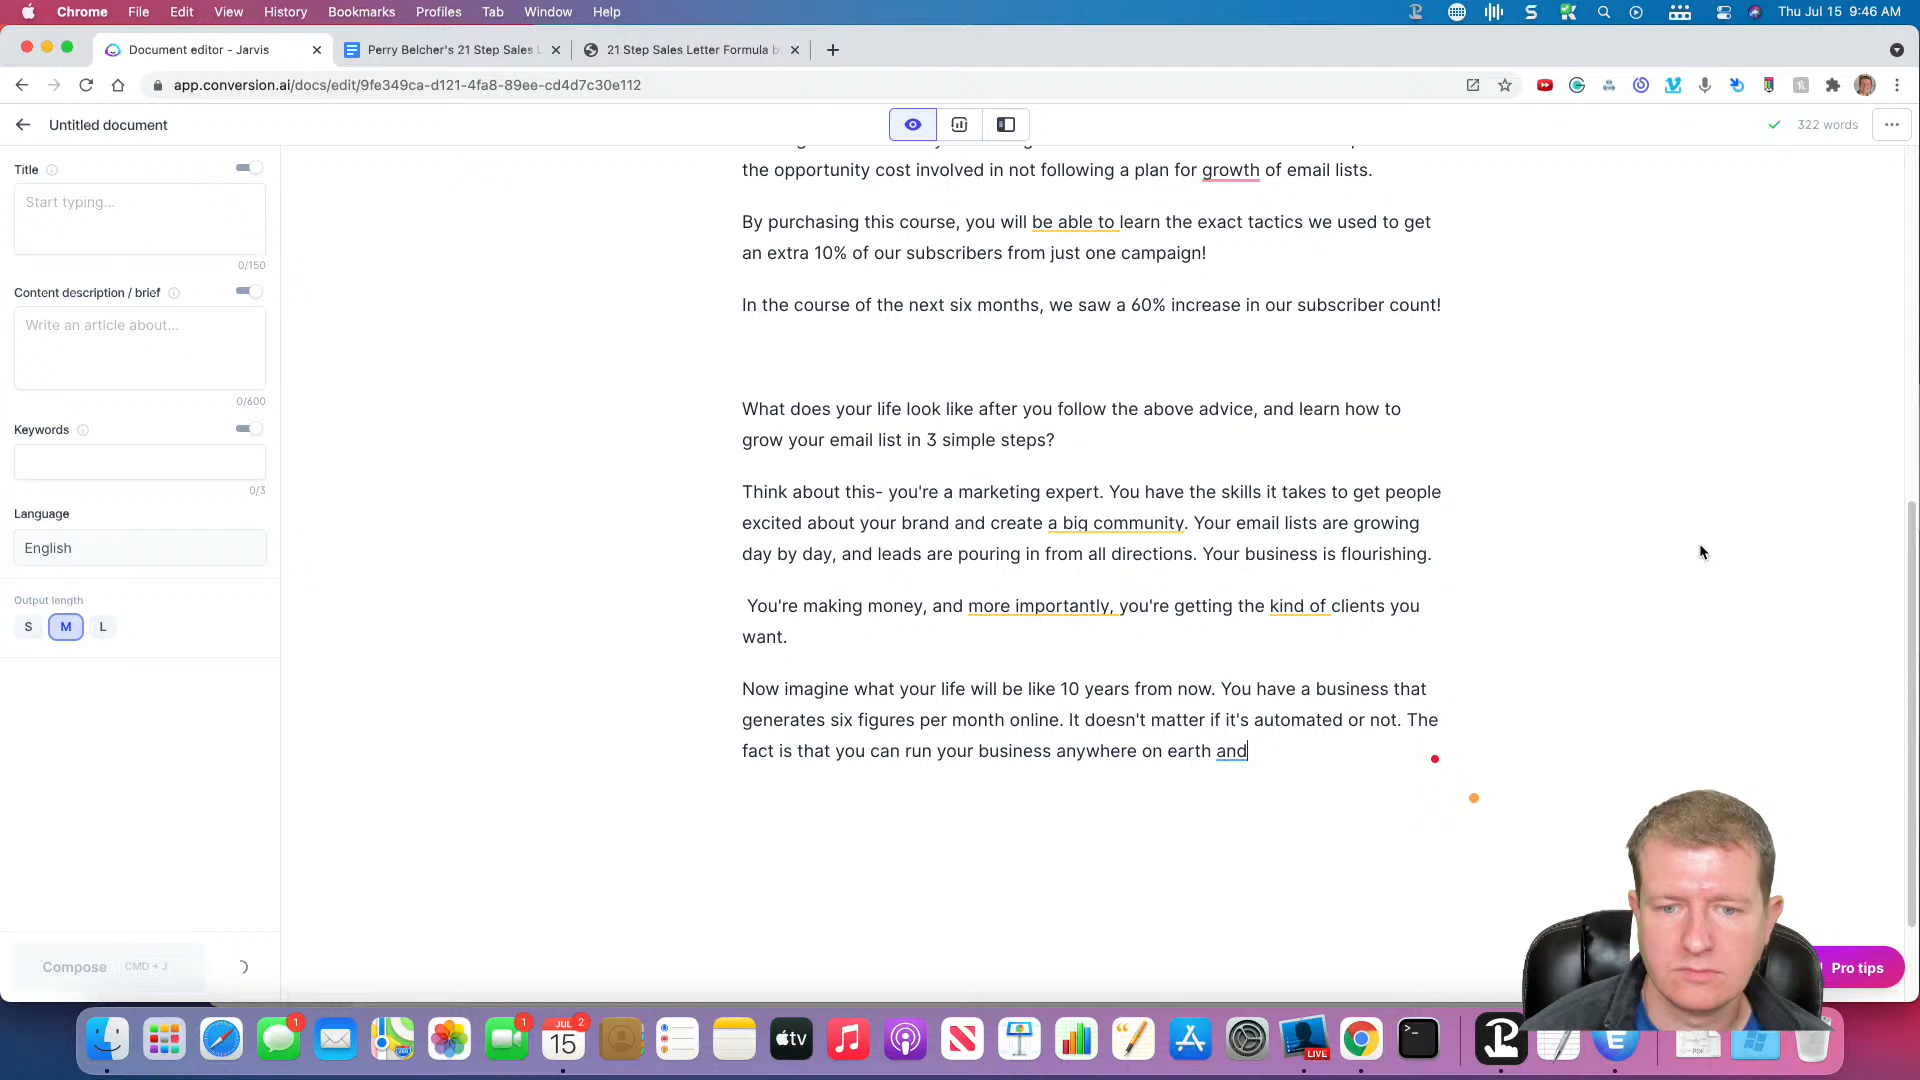 Chrome File Edit View History Bookmarks Profiles Tab Window Help Thu Jul 15 9:46 AM
Document editor - Jarvis Perry Belcher's 21 Step Sales L 21 Step Sales Letter Formula b
app.conversion.ai/docs/edit/9fe349ca-d121-4fa8-89ee-cd4d7c30e112
Untitled document 322 words
Title
Start typing...
0/150
Content description / brief
Write an article about...
0/600
Keywords
0/3
Language
English
Output length
S M L
Compose CMD + J
the opportunity cost involved in not following a plan for growth of email lists.
By purchasing this course, you will be able to learn the exact tactics we used to get
an extra 10% of our subscribers from just one campaign!
In the course of the next six months, we saw a 60% increase in our subscriber count!
What does your life look like after you follow the above advice, and learn how to
grow your email list in 3 simple steps?
Think about this- you're a marketing expert. You have the skills it takes to get people
excited about your brand and create a big community. Your email lists are growing
day by day, and leads are pouring in from all directions. Your business is flourishing.
You're making money, and more importantly, you're getting the kind of clients you
want.
Now imagine what your life will be like 10 years from now. You have a business that
generates six figures per month online. It doesn't matter if it's automated or not. The
fact is that you can run your business anywhere on earth and
Pro tips
1
1
JUL 2
15
tv
LIVE
PDF